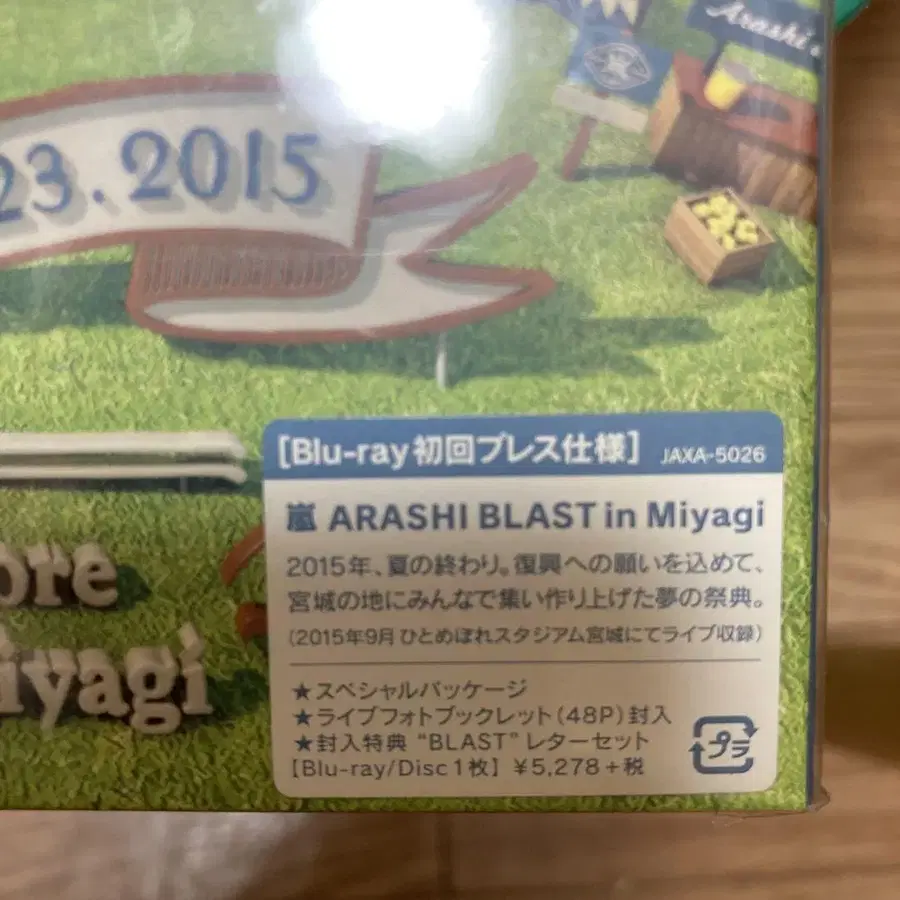 Arashi's
23.2015
[Blu-ray初回プレス仕様] JAXA-5026
嵐 ARASHI BLAST in Miyagi
2015年、夏の終わり。復興への願いを込めて、
宮城の地にみんなで集い作り上げた夢の祭典。
(2015年9月 ひとめぼれスタジアム宮城にてライブ収録)
ore
iyagi
★スペシャルパッケージ
★ライブフォトブックレット(48P)封入
★封入特典 "BLAST" レターセット
【Blu-ray/Disc1枚】 ¥5,278+税
プラ